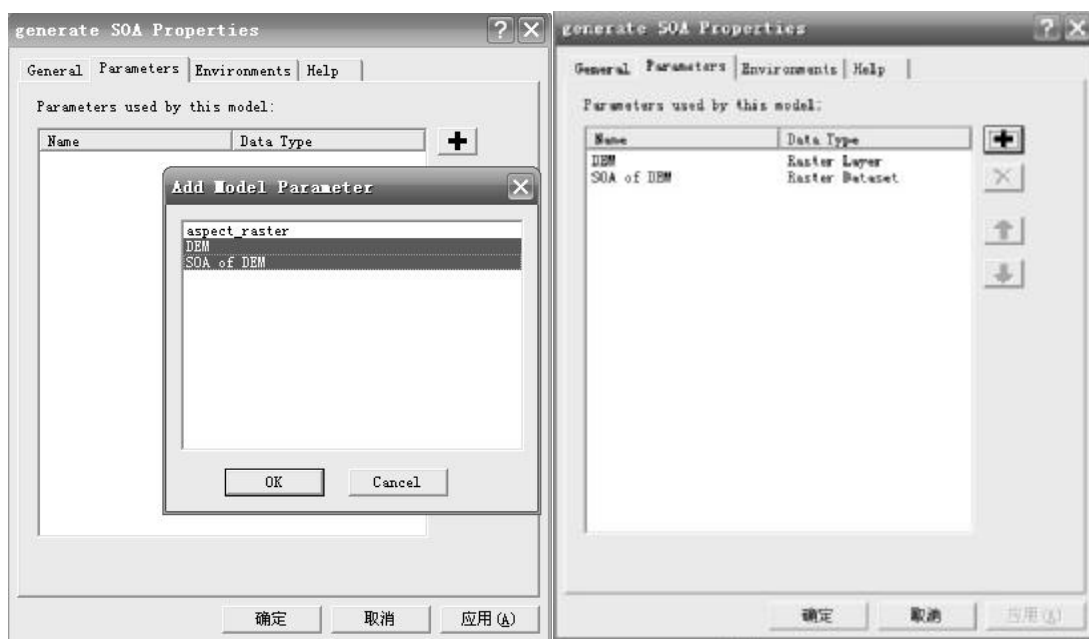 generate SOA Properties
General Parameters Environments Help
Parameters used by this model:
Name Data Type
Add Model Parameter
aspect_raster
DEM
SOA of DEM
OK Cancel
确定 取消 应用(A)
generate SOA Properties
General Parameters Environments Help
Parameters used by this model:
Name Data Type
DEM Raster Layer
SOA of DEM Raster Dataset
确定 取消 应用(A)